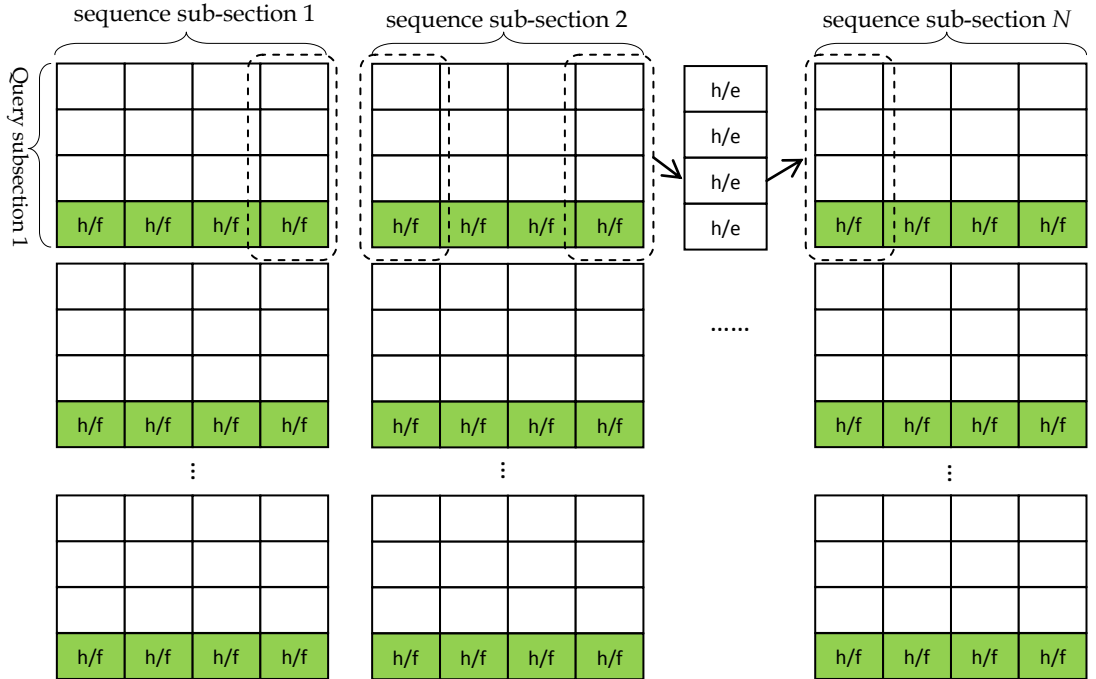 sequence sub-section 1
sequence sub-section 2
sequence sub-section N
Query subsection 1
h/e
h/e
h/e
h/e
h/f h/f h/f h/f
h/f h/f h/f h/f
h/f h/f h/f h/f
......
h/f h/f h/f h/f
h/f h/f h/f h/f
h/f h/f h/f h/f
...
...
...
h/f h/f h/f h/f
h/f h/f h/f h/f
h/f h/f h/f h/f